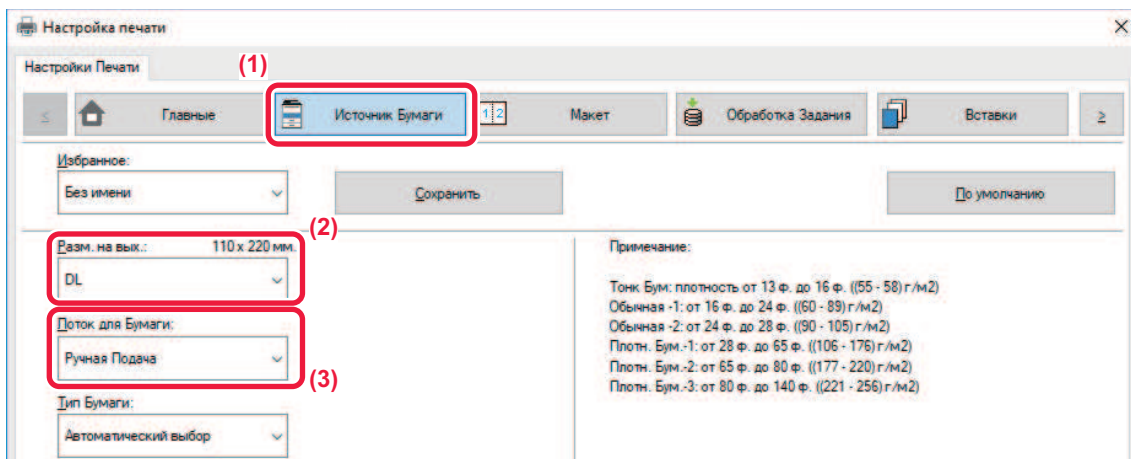 Настройка печати
Настройки Печати
(1)
≤ Главные Источник Бумаги 1 2 Макет Обработка Задания Вставки ≥
Избранное:
Без имени Сохранить По умолчанию
(2)
Разм. на вых.: 110 x 220 мм.
DL
Лоток для Бумаги:
Ручная Подача
(3)
Тип Бумаги:
Автоматический выбор
Примечание:
Тонк Бум: плотность от 13 ф. до 16 ф. ((55 - 58) г/м2)
Обычная -1: от 16 ф. до 24 ф. ((60 - 89) г/м2)
Обычная -2: от 24 ф. до 28 ф. ((90 - 105) г/м2)
Плотн. Бум.-1: от 28 ф. до 65 ф. ((106 - 176) г/м2)
Плотн. Бум.-2: от 65 ф. до 80 ф. ((177 - 220) г/м2)
Плотн. Бум.-3: от 80 ф. до 140 ф. ((221 - 256) г/м2)